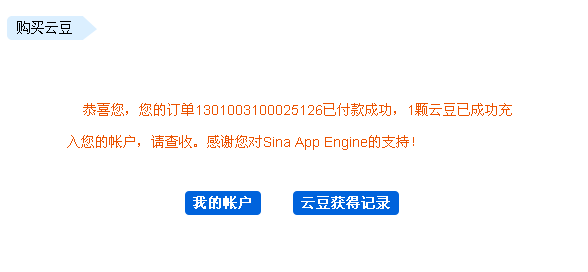 购买云豆
恭喜您，您的订单1301003100025126已付款成功，1颗云豆已成功充
入您的帐户，请查收。感谢您对Sina App Engine的支持！
我的帐户
云豆获得记录